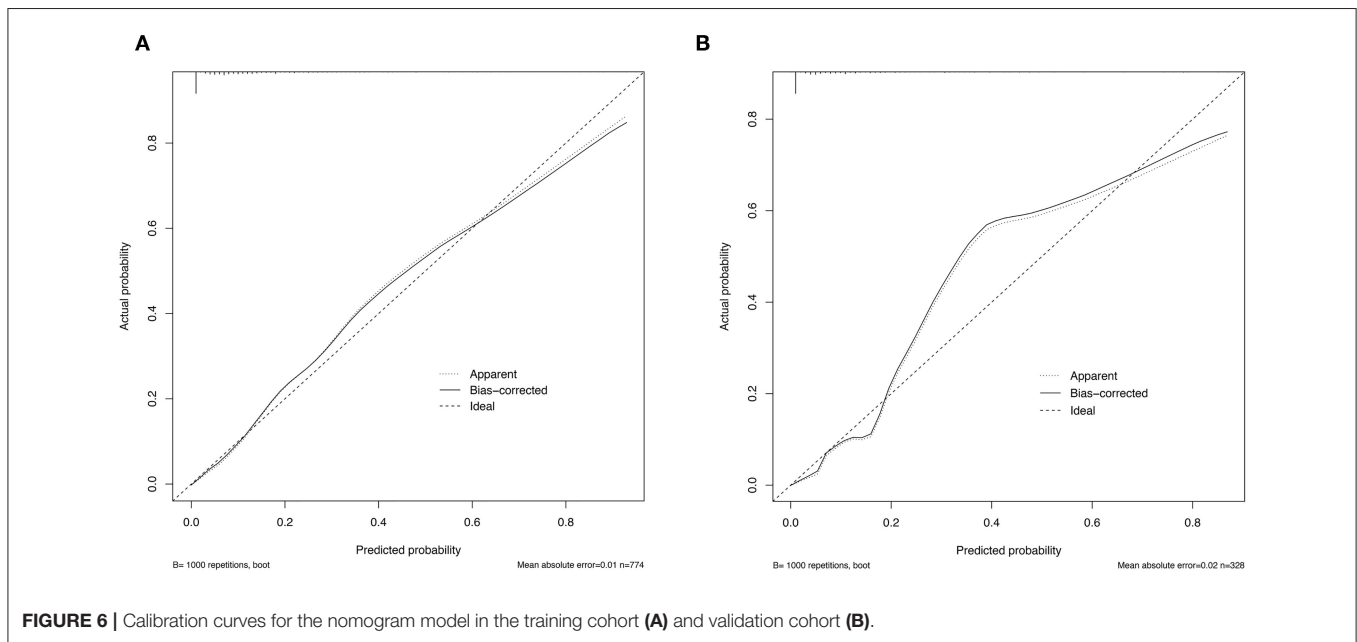 A
Actual probability
0.8
0.6
0.4
0.2
0.0
Apparent
Bias−corrected
Ideal
0.0 0.2 0.4 0.6 0.8
Predicted probability
B= 1000 repetitions, boot
Mean absolute error=0.01 n=774
B
Actual probability
0.8
0.6
0.4
0.2
0.0
Apparent
Bias−corrected
Ideal
0.0 0.2 0.4 0.6 0.8
Predicted probability
B= 1000 repetitions, boot
Mean absolute error=0.02 n=328
FIGURE 6 | Calibration curves for the nomogram model in the training cohort (A) and validation cohort (B).